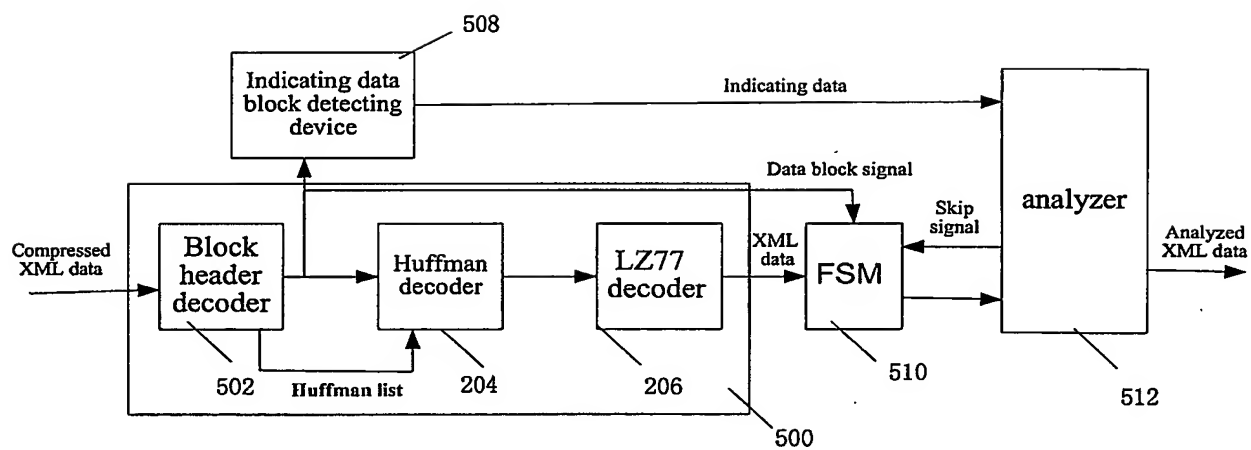 508
Indicating data
block detecting
device
Indicating data
Data block signal
analyzer
Skip
signal
Compressed
XML data
Block
header
decoder
Huffman
decoder
LZ77
decoder
XML
data
FSM
Analyzed
XML data
502
Huffman list
204
206
510
512
500